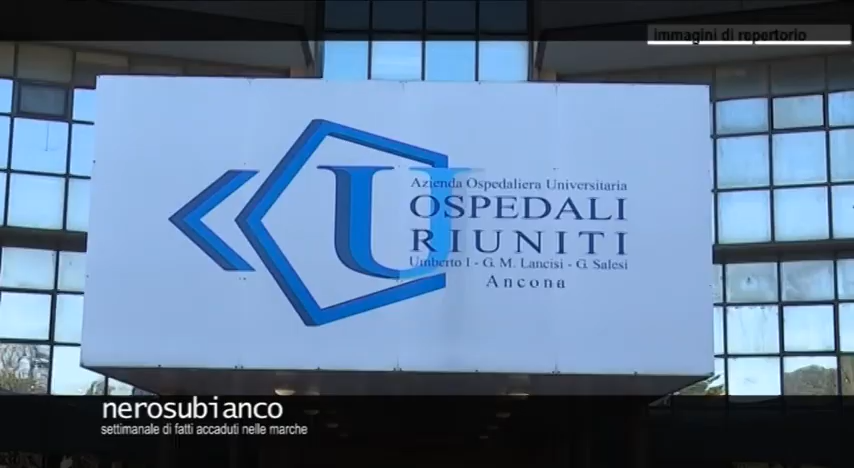 immagini di repertorio
U
Azienda Ospedaliera Universitaria
OSPEDALI
RIUNITI
Umberto I - G. M. Lancisi - G. Salesi
Ancona
nerosubianco
settimanale di fatti accaduti nelle marche